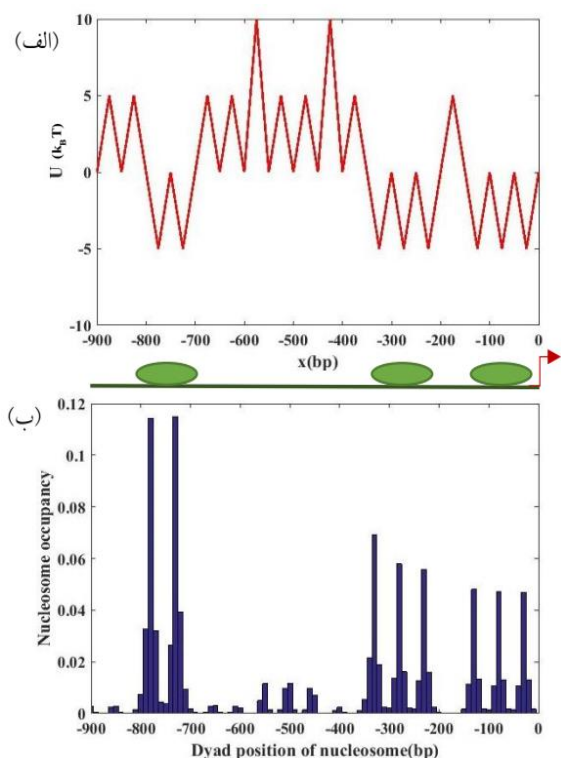 (الف)
10
5
0
-5
-10
U (k_BT)
-900 -800 -700 -600 -500 -400 -300 -200 -100 0
x(bp)
(ب)
0.12
0.1
0.08
0.06
0.04
0.02
0
Nucleosome occupancy
-900 -800 -700 -600 -500 -400 -300 -200 -100 0
Dyad position of nucleosome(bp)